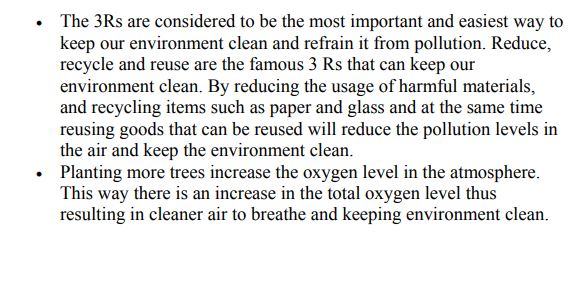 • The 3Rs are considered to be the most important and easiest way to
keep our environment clean and refrain it from pollution. Reduce,
recycle and reuse are the famous 3 Rs that can keep our
environment clean. By reducing the usage of harmful materials,
and recycling items such as paper and glass and at the same time
reusing goods that can be reused will reduce the pollution levels in
the air and keep the environment clean.
• Planting more trees increase the oxygen level in the atmosphere.
This way there is an increase in the total oxygen level thus
resulting in cleaner air to breathe and keeping environment clean.